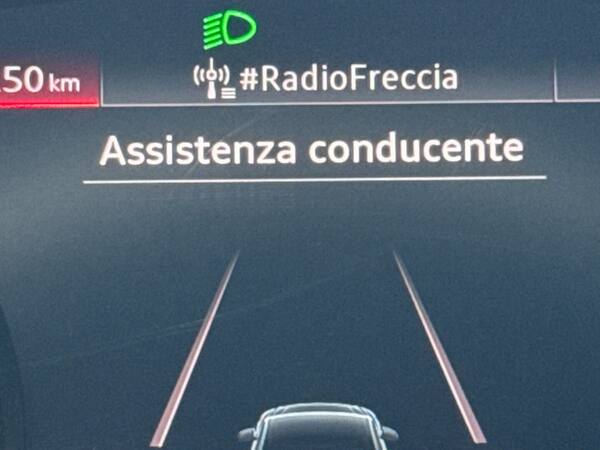 50 km
#RadioFreccia
Assistenza conducente